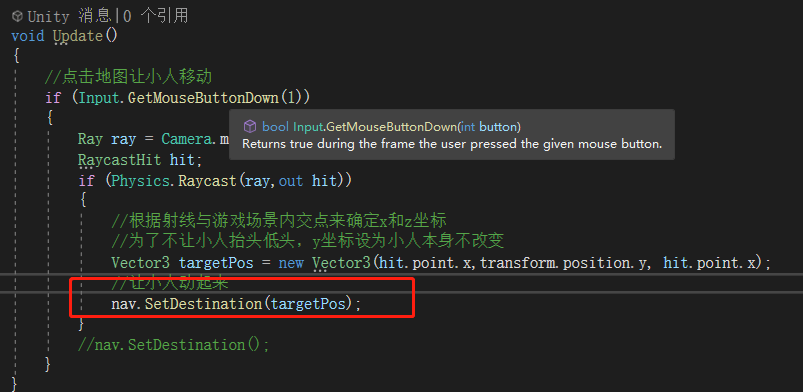 Unity 消息|0 个引用
void Update()
{
//点击地图让小人移动
if (Input.GetMouseButtonDown(1))
{
bool Input.GetMouseButtonDown(int button)
Returns true during the frame the user pressed the given mouse button.
Ray ray = Camera.m
RaycastHit hit;
if (Physics.Raycast(ray,out hit))
{
//根据射线与游戏场景内交点来确定x和z坐标
//为了不让小人抬头低头，y坐标设为小人本身不改变
Vector3 targetPos = new Vector3(hit.point.x,transform.position.y, hit.point.x);
//让小人动起来
nav.SetDestination(targetPos);
}
//nav.SetDestination();
}
}